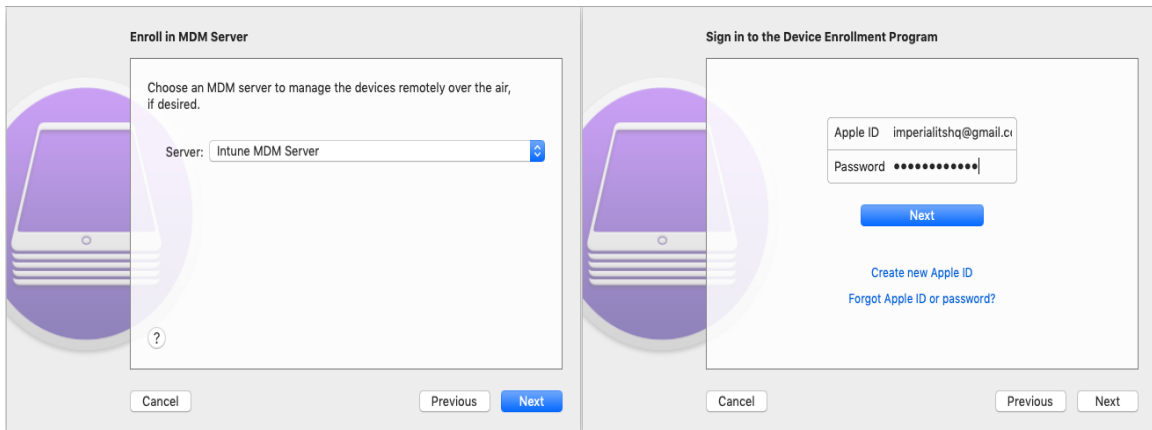 Enroll in MDM Server
Choose an MDM server to manage the devices remotely over the air,
if desired.
Server: Intune MDM Server
?
Cancel
Previous
Next
Sign in to the Device Enrollment Program
Apple ID imperialitshq@gmail.c
Password ••••••••••••
Next
Create new Apple ID
Forgot Apple ID or password?
Cancel
Previous
Next